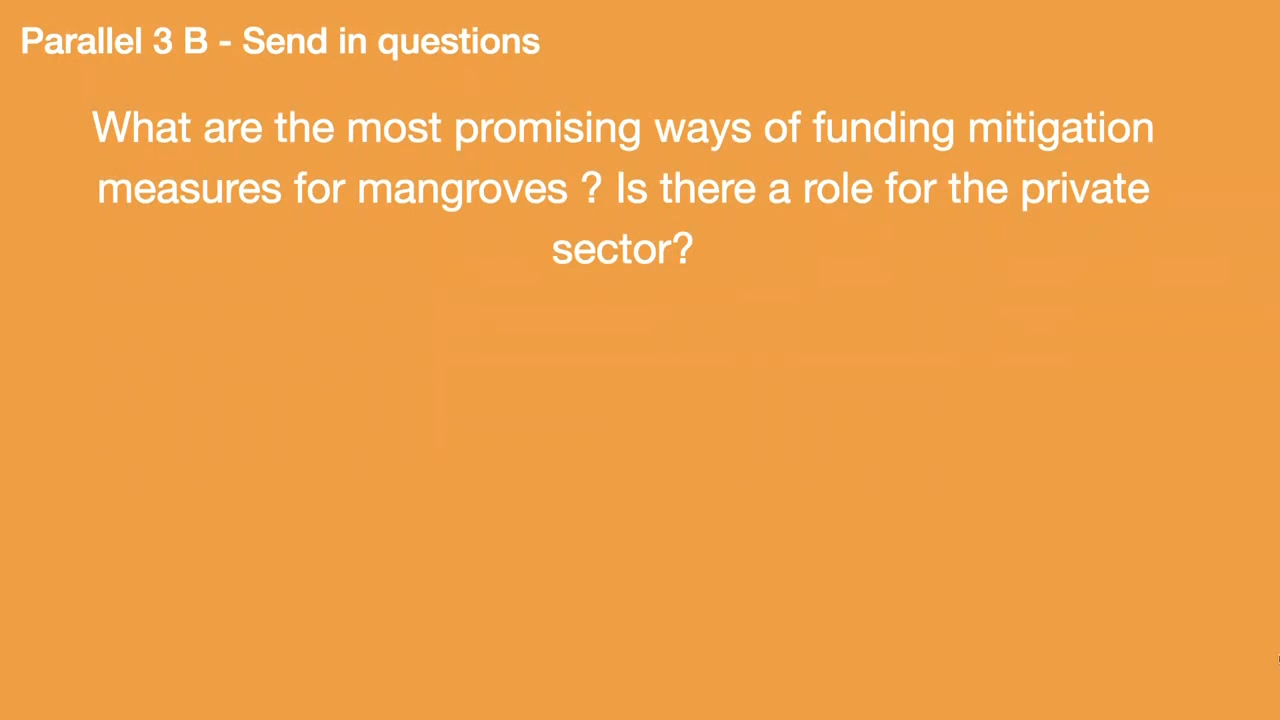 Parallel 3 B - Send in questions
What are the most promising ways of funding mitigation
measures for mangroves ? Is there a role for the private
sector?